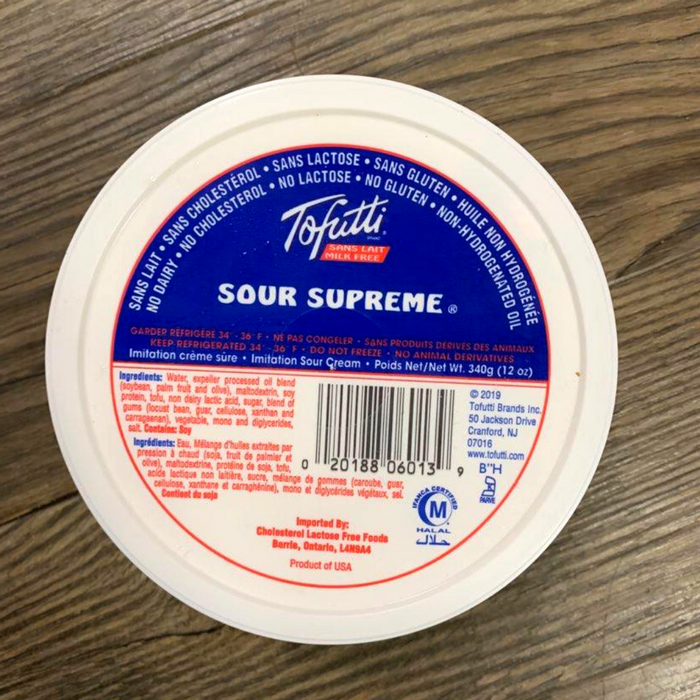 SANS LAIT • SANS CHOLESTÉROL • SANS LACTOSE • SANS GLUTEN • HUILE NON HYDROGÉNÉE
NO DAIRY • NO CHOLESTEROL • NO LACTOSE • NO GLUTEN • NON-HYDROGENATED OIL
Tofutti
SANS LAIT
MILK FREE
SOUR SUPREME ®
GARDER RÉFRIGÉRÉ 34° - 36° F • NE PAS CONGELER • SANS PRODUITS DÉRIVÉS DES ANIMAUX
KEEP REFRIGERATED 34° - 36° F • DO NOT FREEZE • NO ANIMAL DERIVATIVES
Imitation crème sûre • Imitation Sour Cream • Poids Net/Net Wt. 340g (12 oz)
Ingredients: Water, expeller processed oil blend
(soybean, palm fruit and olive), maltodextrin, soy
protein, tofu, non dairy lactic acid, sugar, blend of
gums (locust bean, guar, cellulose, xanthan and
carrageenan), vegetable, mono and diglycerides,
salt. Contains: Soy
Ingrédients: Eau, Mélange d'huiles extraites par
pression à chaud (soja, fruit de palmier et
olive), maltodextrine, protéine de soja, tofu,
acide lactique non laitière, sucre, mélange de gommes (caroube, guar,
cellulose, xanthane et carraghénine), mono et diglycérides végétaux, sel.
Contient du soja
0 20188 06013 9
© 2019
Tofutti Brands Inc.
50 Jackson Drive
Cranford, NJ
07016
www.tofutti.com
B"H
PARVE
IFANCA CERTIFIED
M
HALAL
حلال
Imported By:
Cholesterol Lactose Free Foods
Barrie, Ontario, L4N9A4
Product of USA